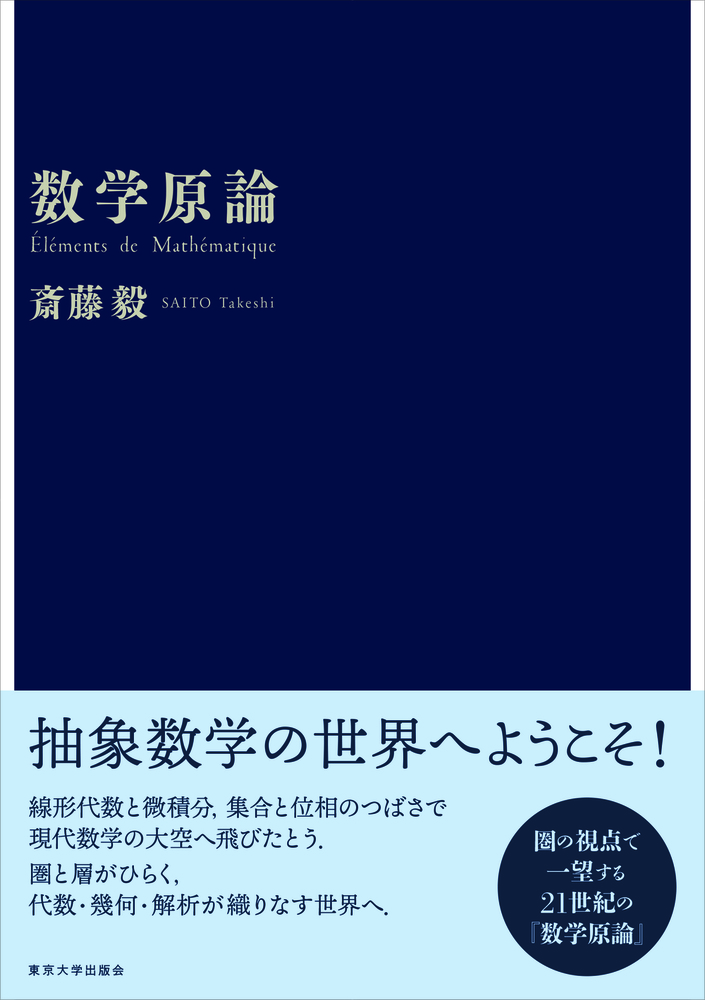 数学原論
Éléments de Mathématique
斎藤毅 SAITO Takeshi
抽象数学の世界へようこそ!
線形代数と微積分, 集合と位相のつばさで
現代数学の大空へ飛びたとう.
圏と層がひらく,
代数・幾何・解析が織りなす世界へ.
圏の視点で
一望する
21世紀の
『数学原論』
東京大学出版会